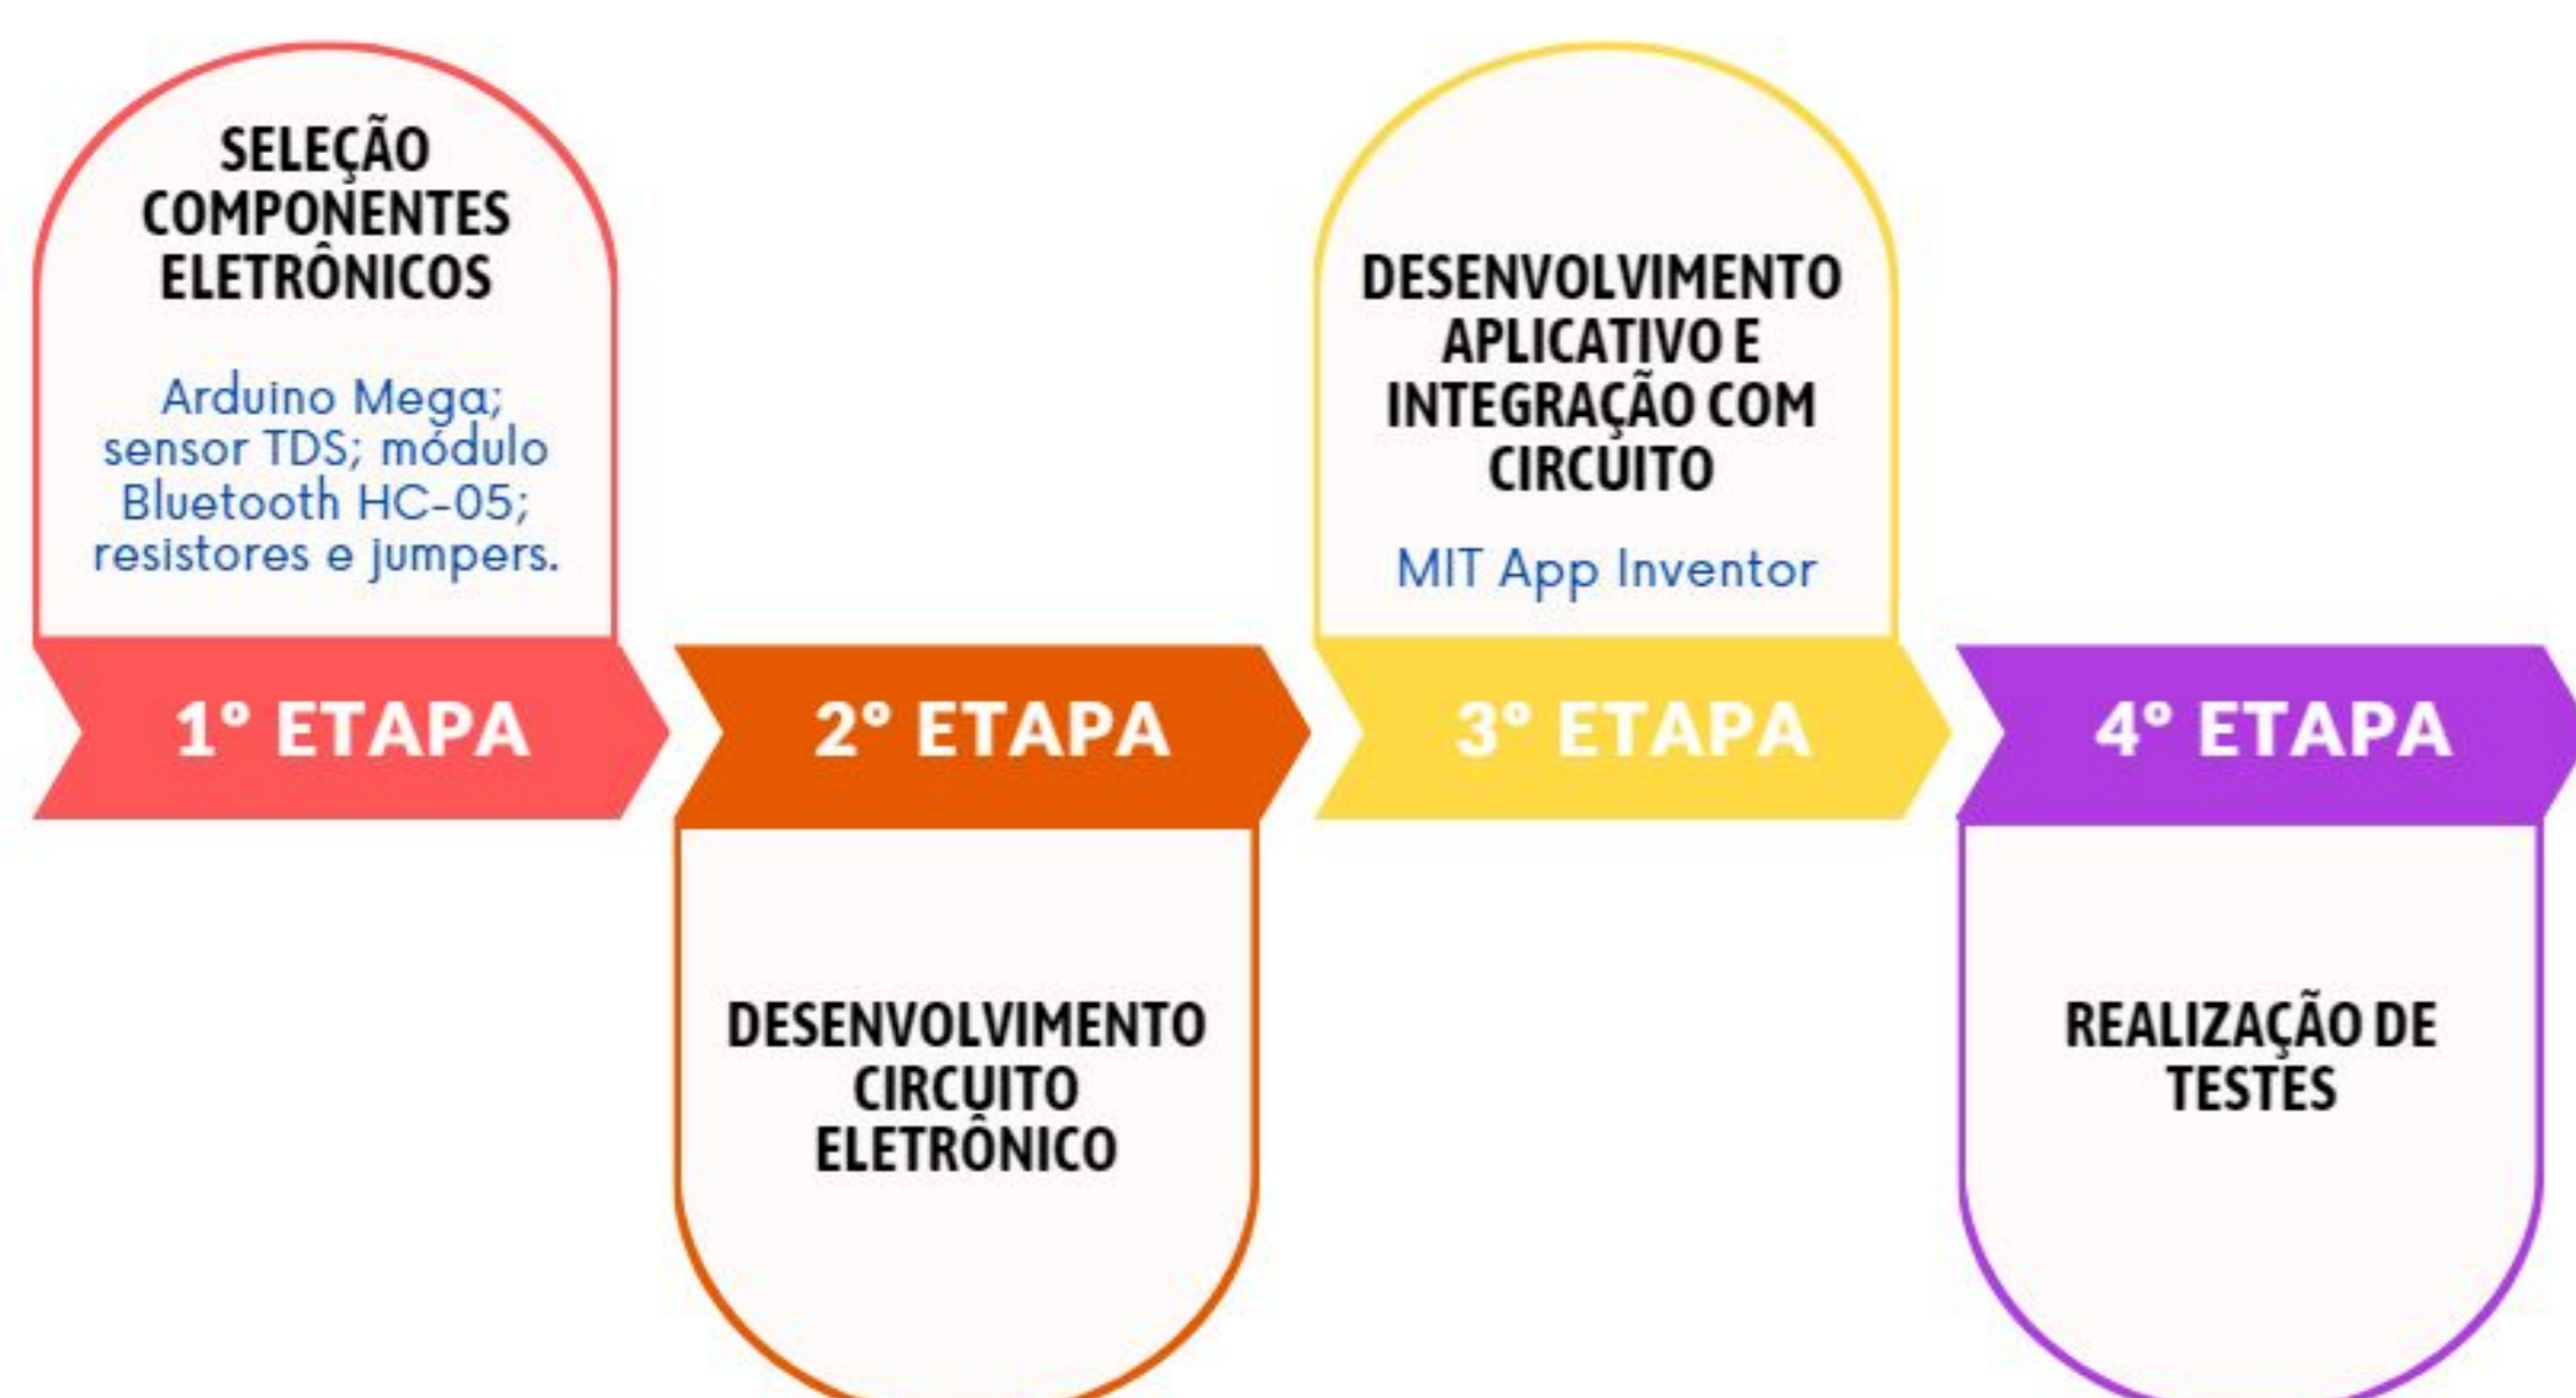 SELEÇÃO
COMPONENTES
ELETRÔNICOS
Arduino Mega;
sensor TDS; módulo
Bluetooth HC-05;
resistores e jumpers.
1º ETAPA
2º ETAPA
DESENVOLVIMENTO
CIRCUITO
ELETRÔNICO
DESENVOLVIMENTO
APLICATIVO E
INTEGRAÇÃO COM
CIRCUITO
MIT App Inventor
3º ETAPA
4º ETAPA
REALIZAÇÃO DE
TESTES